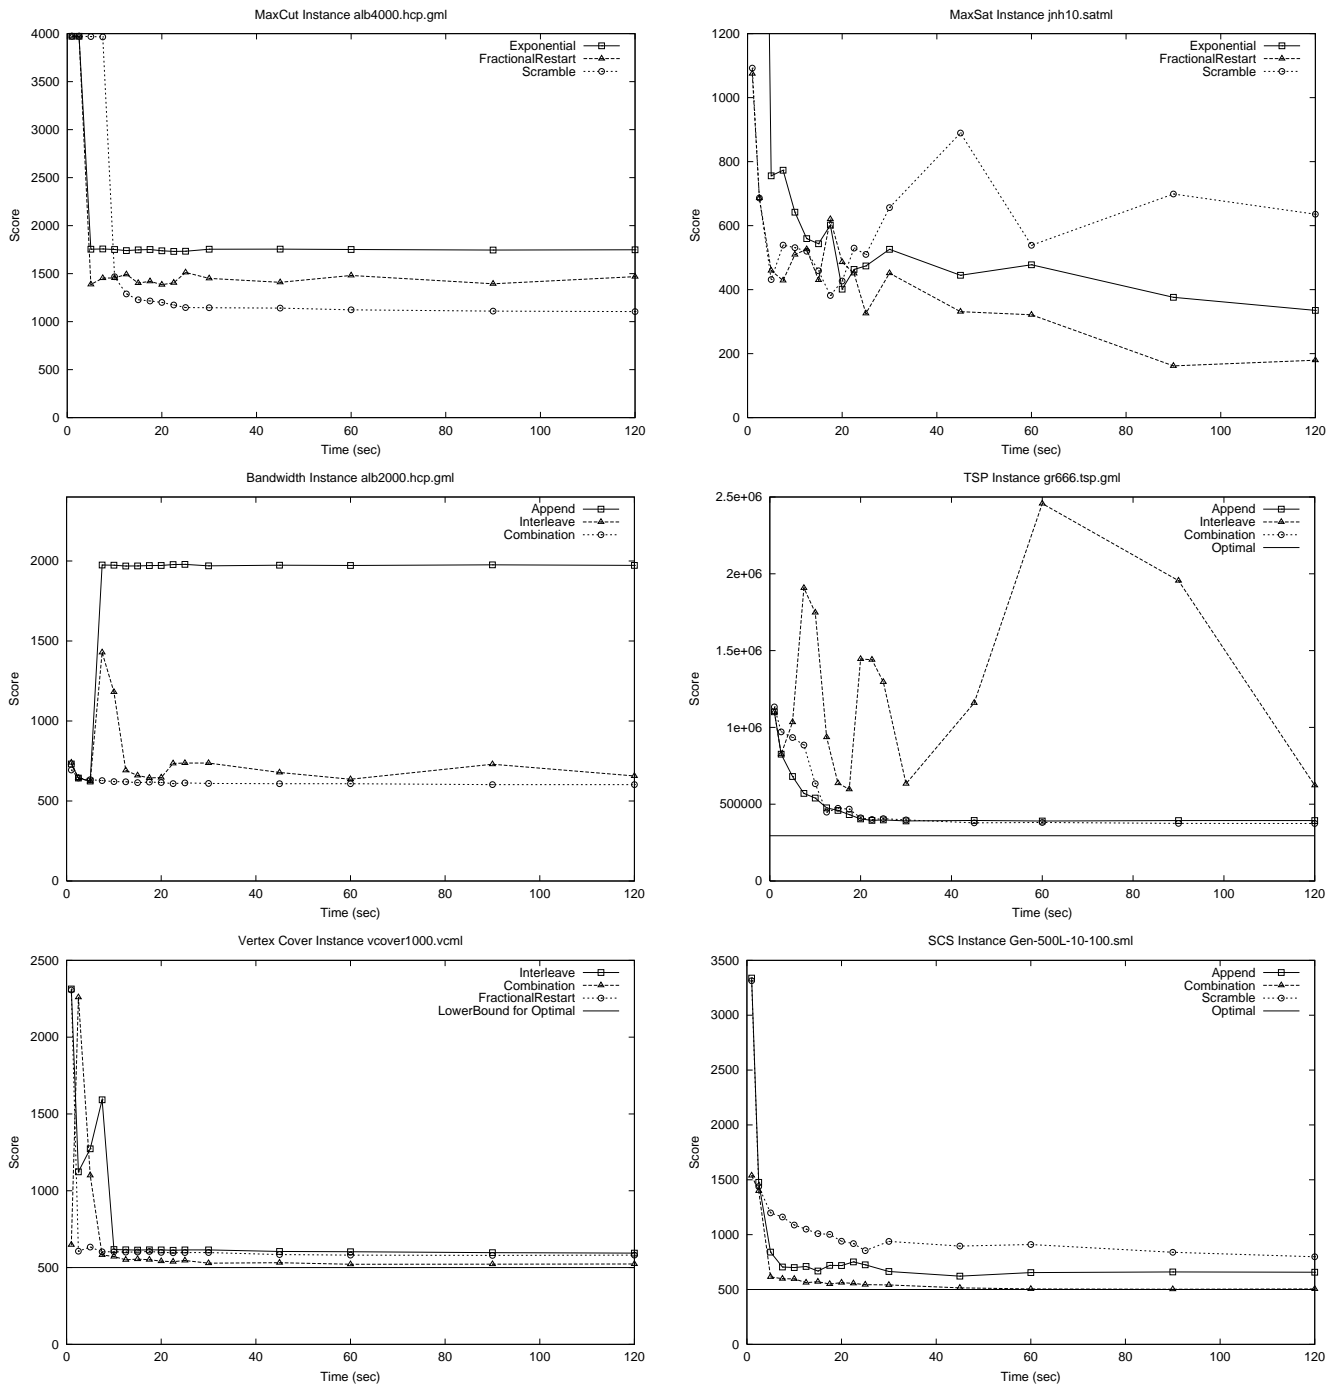 MaxCut Instance alb4000.hcp.gml
4000
3500
3000
2500
2000
1500
1000
500
0
Score
Exponential
FractionalRestart
Scramble
0 20 40 60 80 100 120
Time (sec)
MaxSat Instance jnh10.satml
1200
1000
800
600
400
200
0
Score
Exponential
FractionalRestart
Scramble
0 20 40 60 80 100 120
Time (sec)
Bandwidth Instance alb2000.hcp.gml
2000
1500
1000
500
0
Score
Append
Interleave
Combination
0 20 40 60 80 100 120
Time (sec)
TSP Instance gr666.tsp.gml
2.5e+06
2e+06
1.5e+06
1e+06
500000
0
Score
Append
Interleave
Combination
Optimal
0 20 40 60 80 100 120
Time (sec)
Vertex Cover Instance vcover1000.vcml
2500
2000
1500
1000
500
0
Score
Interleave
Combination
FractionalRestart
LowerBound for Optimal
0 20 40 60 80 100 120
Time (sec)
SCS Instance Gen-500L-10-100.sml
3500
3000
2500
2000
1500
1000
500
0
Score
Append
Combination
Scramble
Optimal
0 20 40 60 80 100 120
Time (sec)